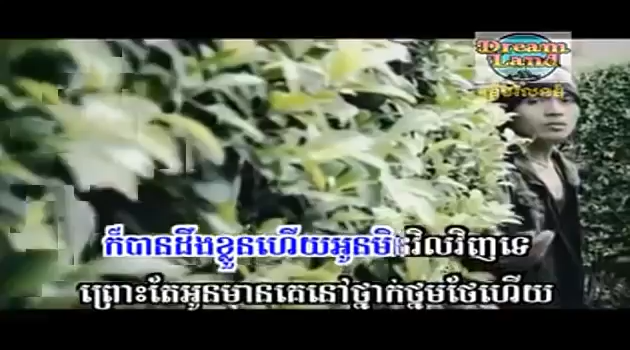 Dream
Land
ក៏បានដឹងខ្លួនហើយអូនមិនវិលវិញទេ
ព្រោះតែអូនមានគេនៅថ្នាក់ថ្នមថែហើយ